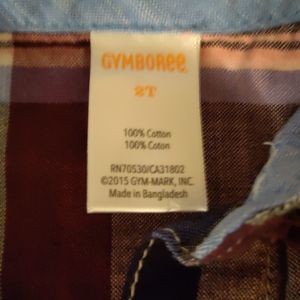 GYMBOREE
2T
100% Cotton
100% Coton
RN70530/CA31802
©2015 GYM-MARK, INC.
Made in Bangladesh